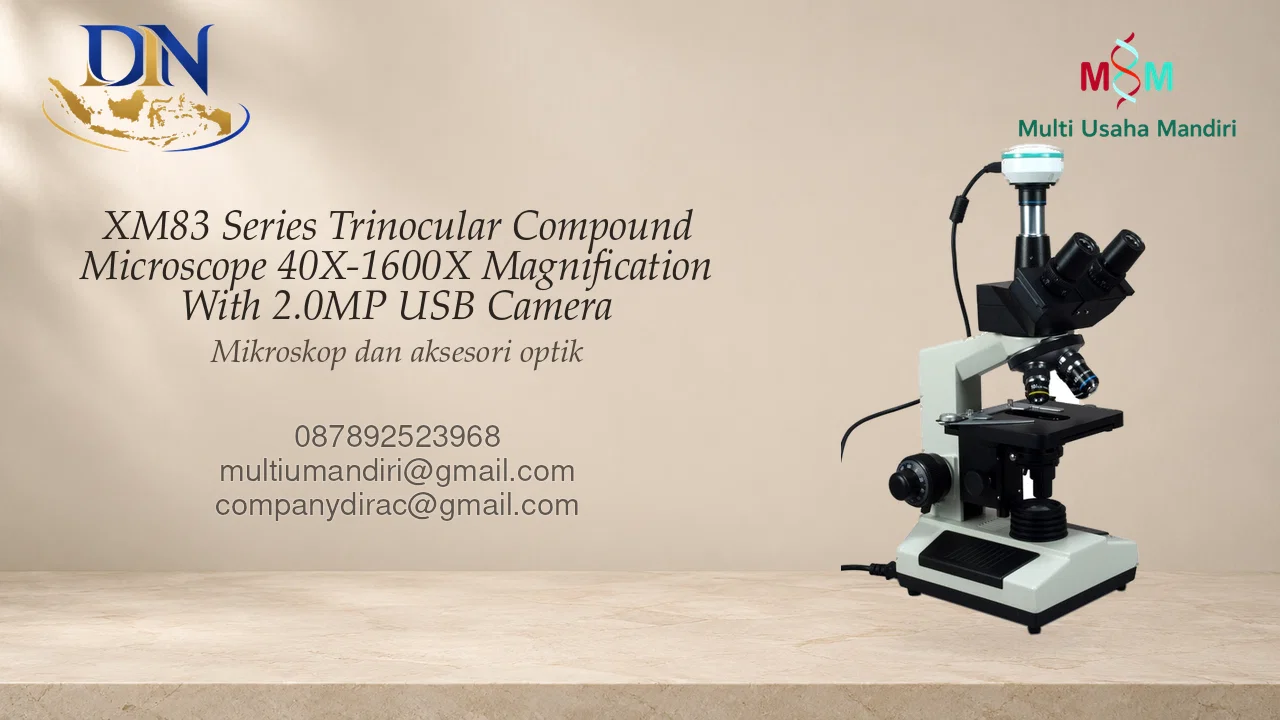 DIN
M M
Multi Usaha Mandiri
XM83 Series Trinocular Compound
Microscope 40X-1600X Magnification
With 2.0MP USB Camera
Mikroskop dan aksesori optik
087892523968
multiumandiri@gmail.com
companydirac@gmail.com